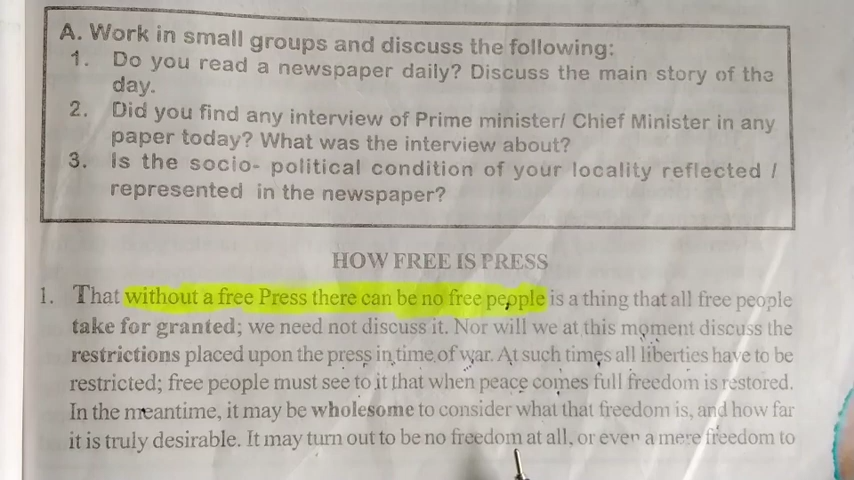 A. Work in small groups and discuss the following:
1. Do you read a newspaper daily? Discuss the main story of the
day.
2. Did you find any interview of Prime minister/ Chief Minister in any
paper today? What was the interview about?
3. Is the socio- political condition of your locality reflected /
represented in the newspaper?
HOW FREE IS PRESS
1. That without a free Press there can be no free people is a thing that all free people
take for granted; we need not discuss it. Nor will we at this moment discuss the
restrictions placed upon the press in time of war. At such times all liberties have to be
restricted; free people must see to it that when peace comes full freedom is restored.
In the meantime, it may be wholesome to consider what that freedom is, and how far
it is truly desirable. It may turn out to be no freedom at all, or even a mere freedom to